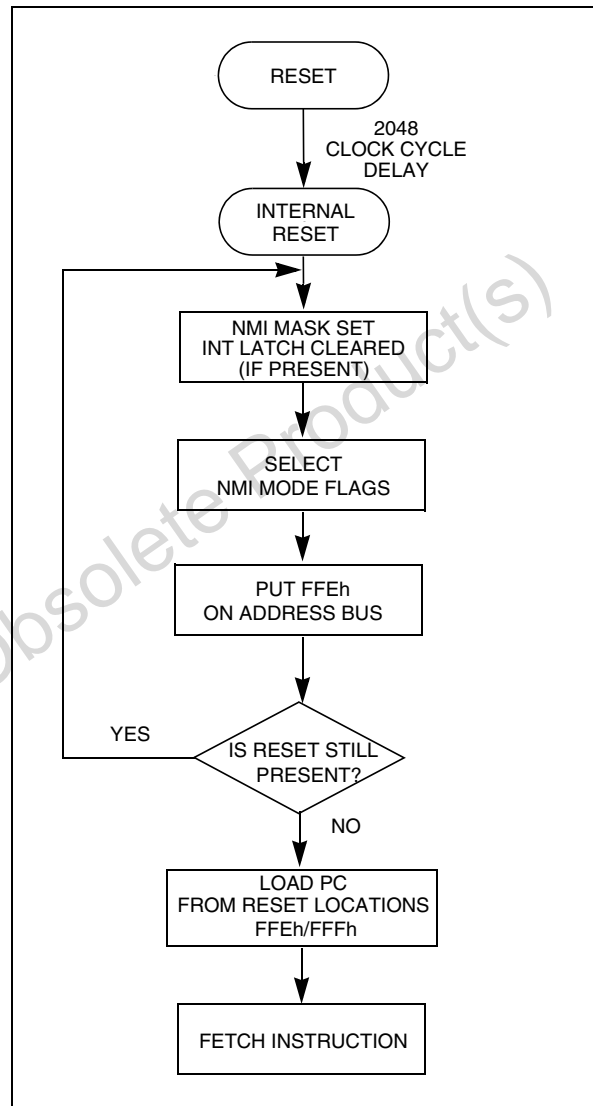 RESET
2048
CLOCK CYCLE
DELAY
INTERNAL
RESET
NMI MASK SET
INT LATCH CLEARED
(IF PRESENT)
SELECT
NMI MODE FLAGS
PUT FFEh
ON ADDRESS BUS
YES
IS RESET STILL
PRESENT?
NO
LOAD PC
FROM RESET LOCATIONS
FFEh/FFFh
FETCH INSTRUCTION
Obsolete Product(s)